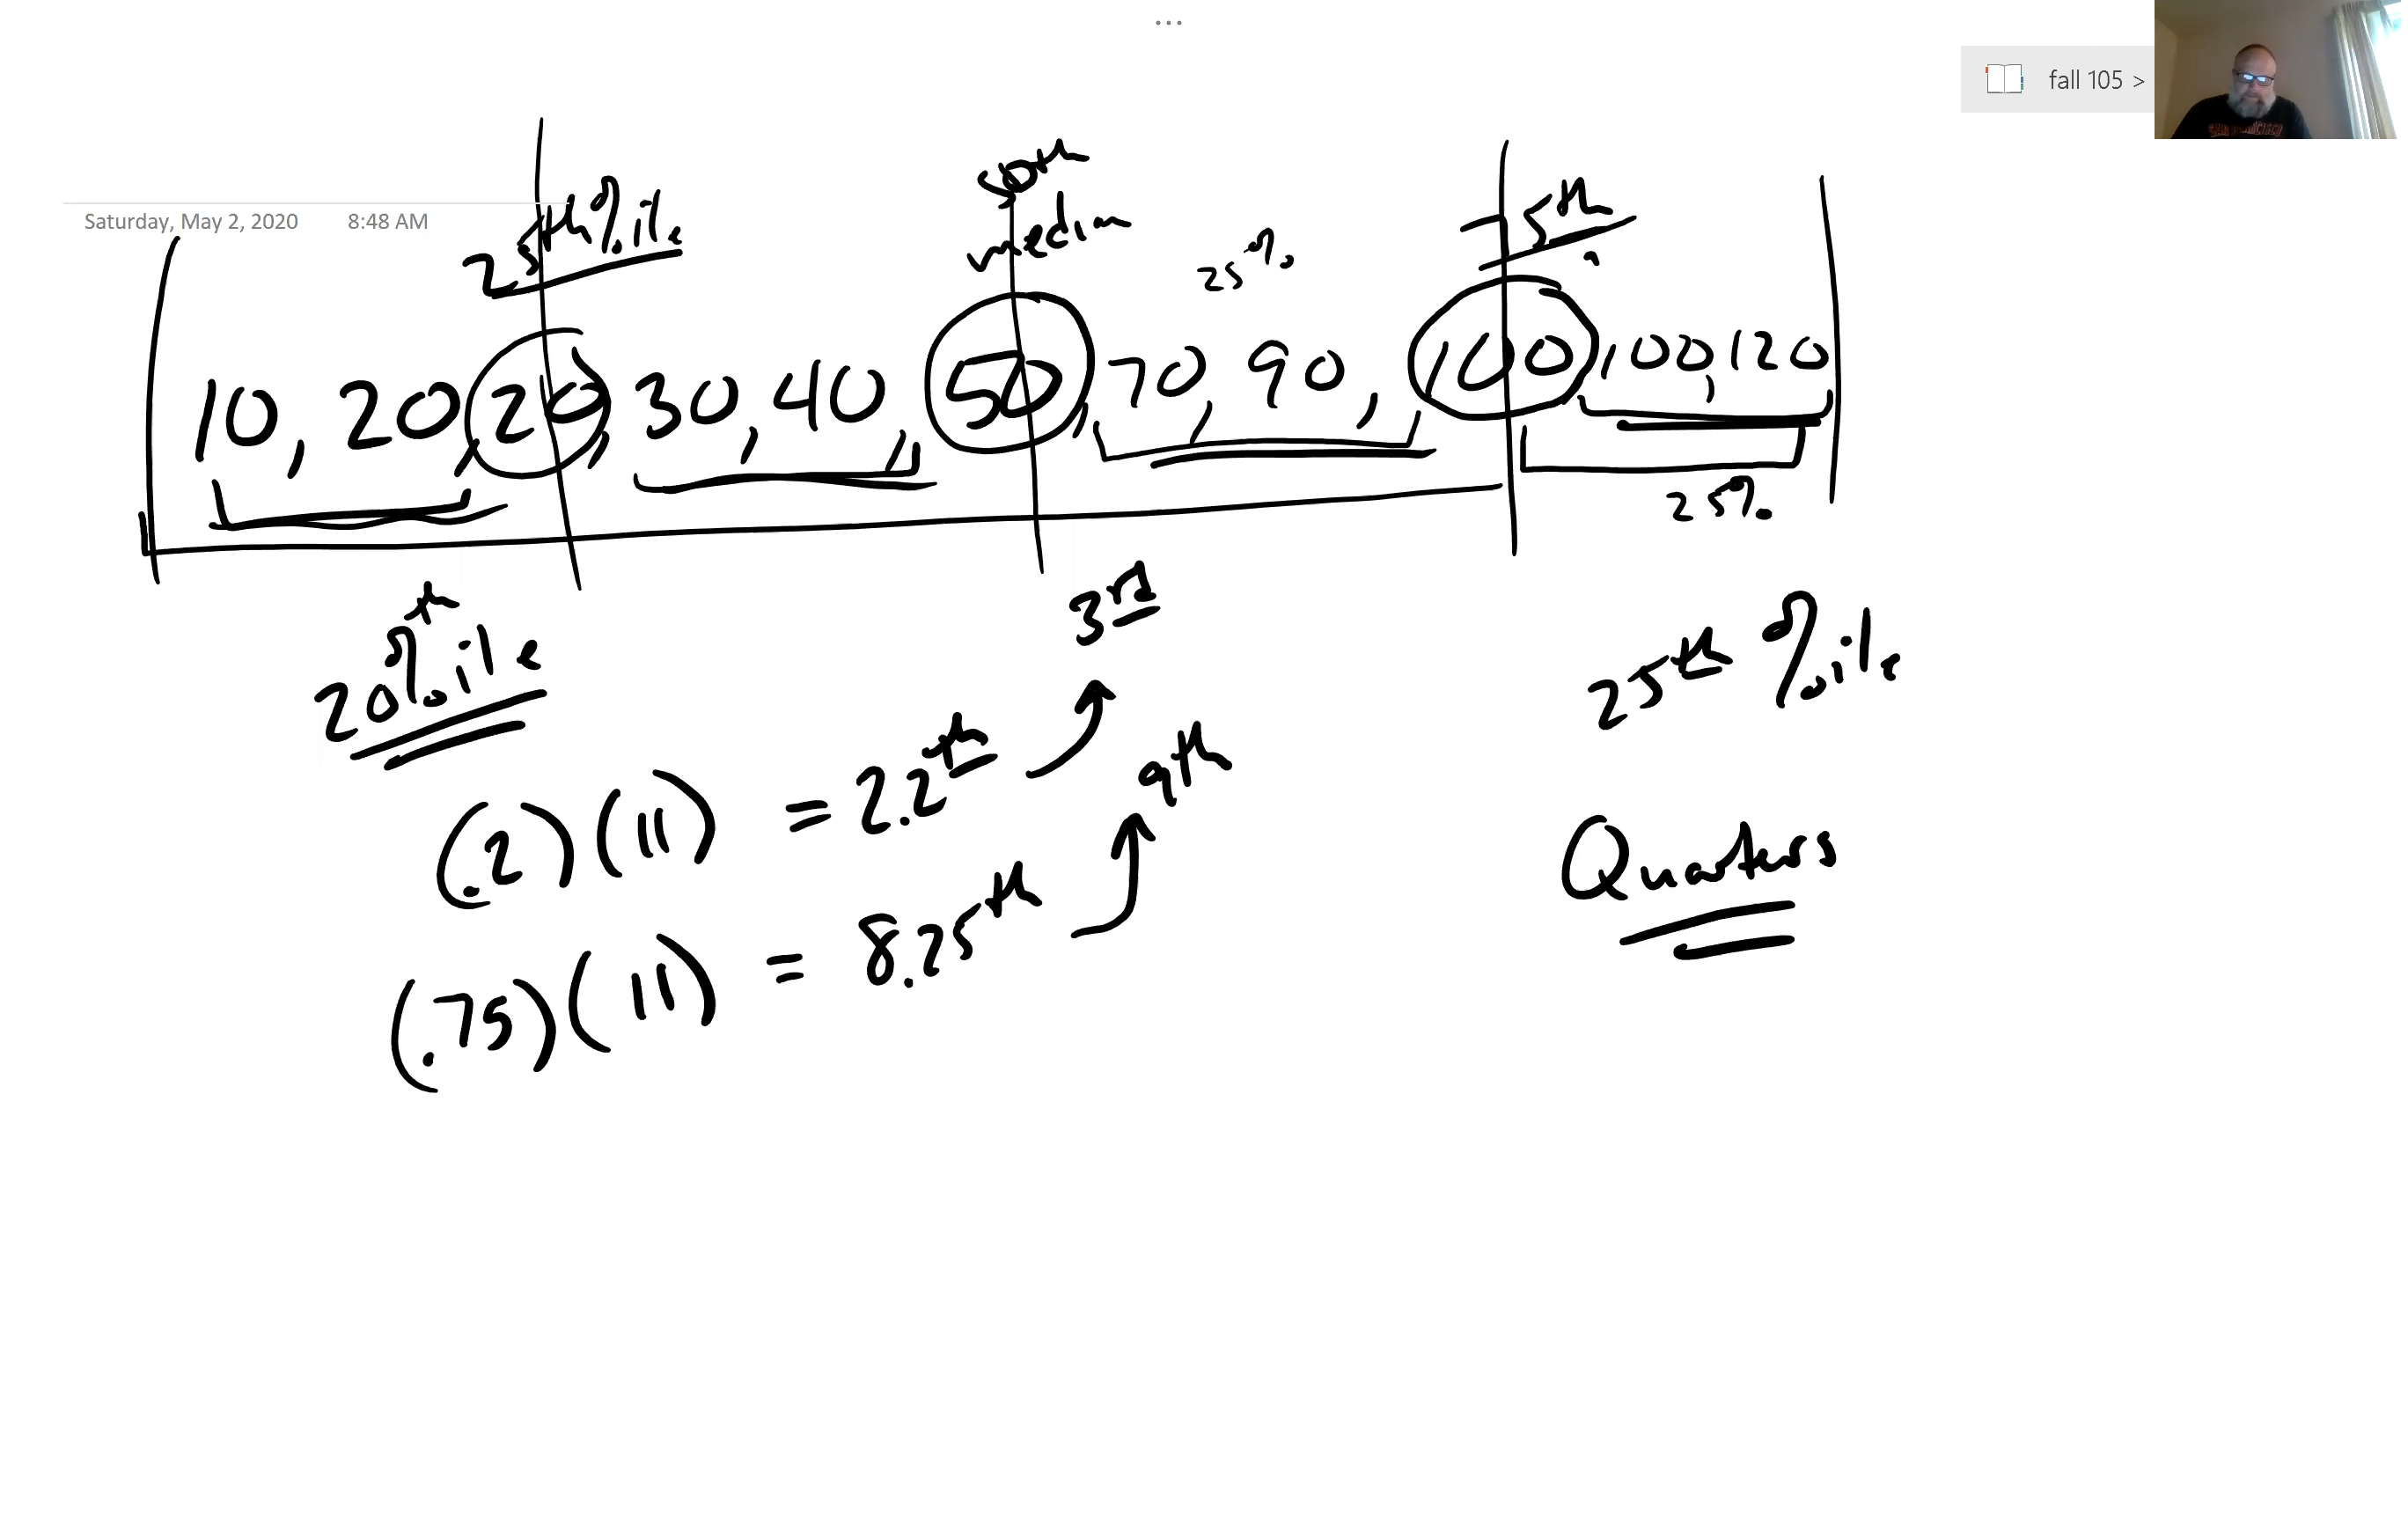 fall 105 >
Saturday, May 2, 2020 8:48 AM
25th %ile
50th
median
25%
75th
10, 20, 20, 30, 40, 50, 70, 90, 100, 100, 120
25%
20th %ile
3rd
25th %ile
(.2)(11) = 2.2th
9th
Quarters
(.75)(11) = 8.25th